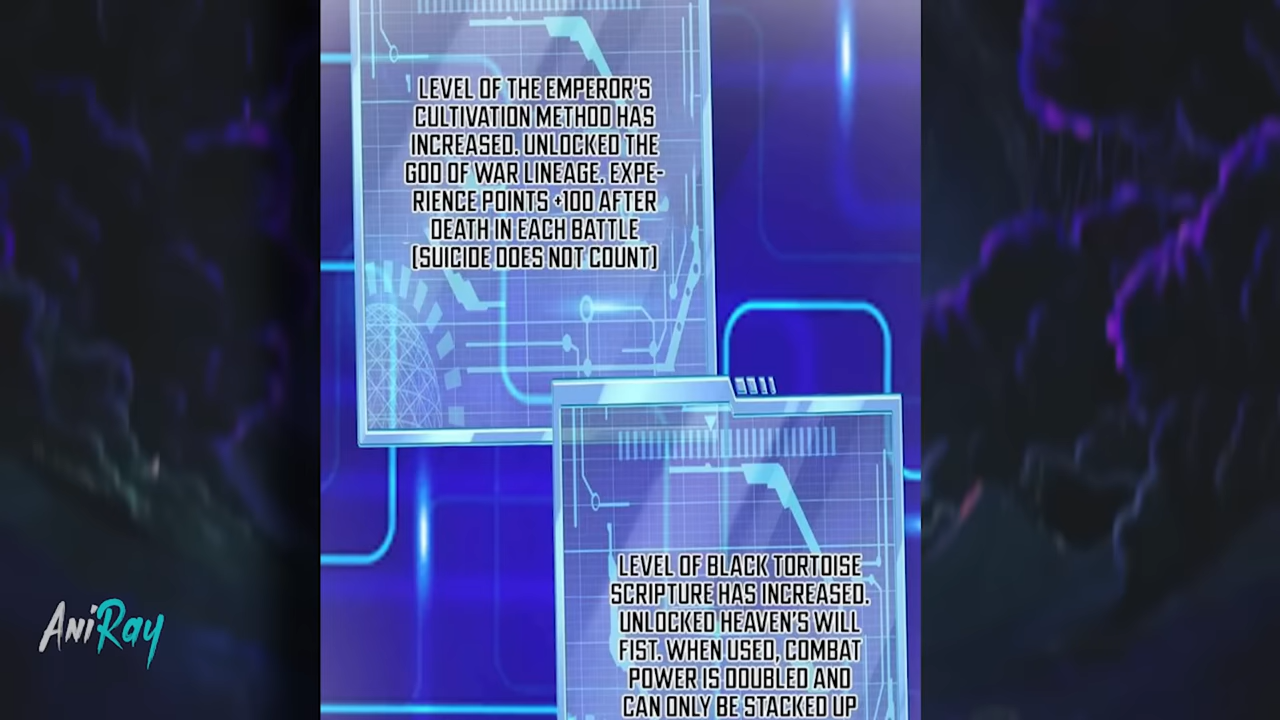 LEVEL OF THE EMPEROR'S
CULTIVATION METHOD HAS
INCREASED. UNLOCKED THE
GOD OF WAR LINEAGE. EXPE-
RIENCE POINTS +100 AFTER
DEATH IN EACH BATTLE
(SUICIDE DOES NOT COUNT)
LEVEL OF BLACK TORTOISE
SCRIPTURE HAS INCREASED.
UNLOCKED HEAVEN'S WILL
FIST. WHEN USED, COMBAT
POWER IS DOUBLED AND
CAN ONLY BE STACKED UP
AniRay